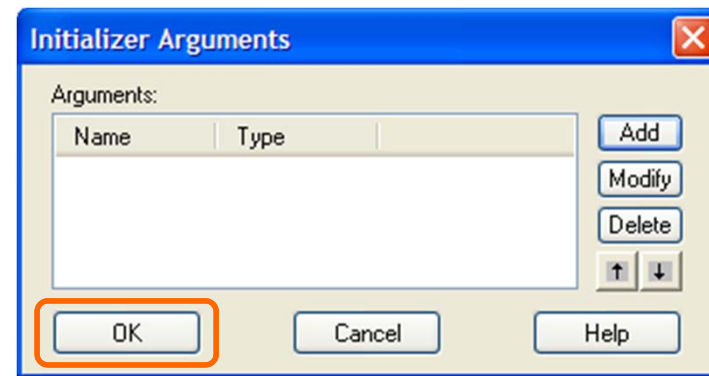 Initializer Arguments
Arguments:
Name Type
Add
Modify
Delete
OK Cancel Help